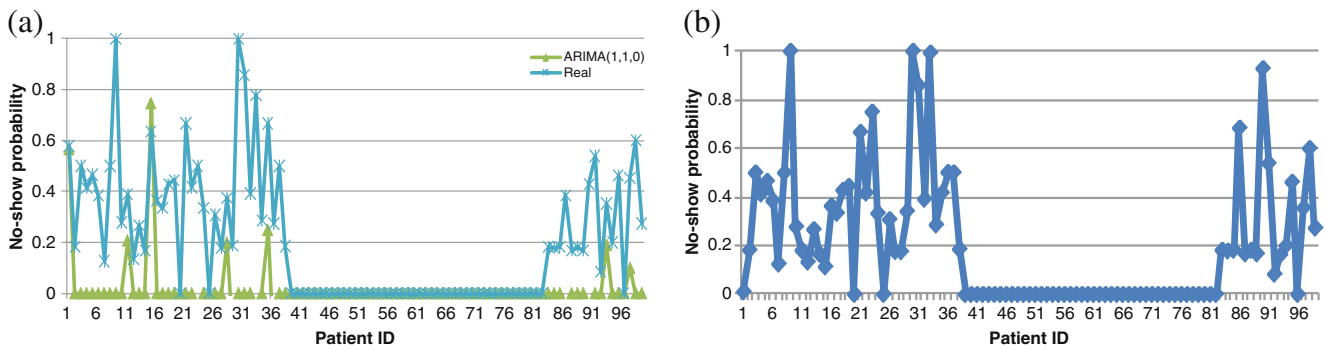 (a)
No-show probability
1
0.8
0.6
0.4
0.2
0
ARIMA(1,1,0)
Real
1 6 11 16 21 26 31 36 41 46 51 56 61 66 71 76 81 86 91 96
Patient ID
(b)
No-show probability
1
0.8
0.6
0.4
0.2
0
1 6 11 16 21 26 31 36 41 46 51 56 61 66 71 76 81 86 91 96
Patient ID